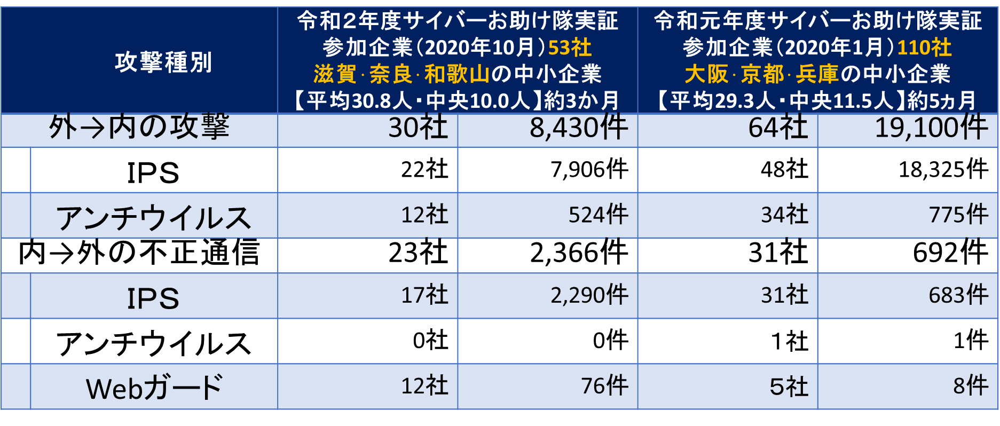 攻撃種別
令和２年度サイバーお助け隊実証
参加企業（2020年10月）53社
滋賀・奈良・和歌山の中小企業
【平均30.8人・中央10.0人】約3か月
令和元年度サイバーお助け隊実証
参加企業（2020年1月）110社
大阪・京都・兵庫の中小企業
【平均29.3人・中央11.5人】約5ヵ月
外→内の攻撃 30社 8,430件 64社 19,100件
ＩＰＳ 22社 7,906件 48社 18,325件
アンチウイルス 12社 524件 34社 775件
内→外の不正通信 23社 2,366件 31社 692件
ＩＰＳ 17社 2,290件 31社 683件
アンチウイルス 0社 0件 １社 1件
Webガード 12社 76件 ５社 8件